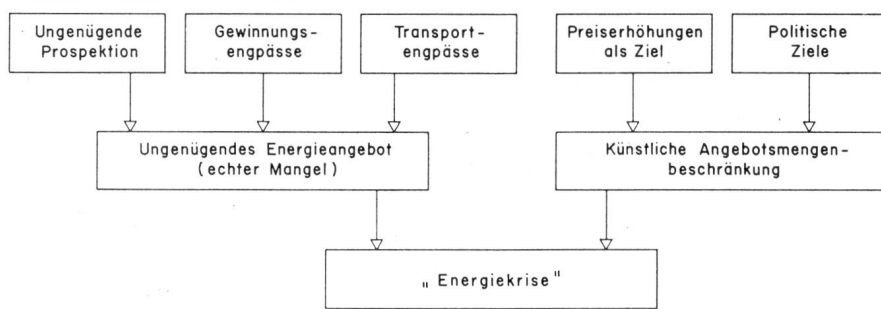 Ungenügende
Prospektion
Gewinnungs-
engpässe
Transport-
engpässe
Preiserhöhungen
als Ziel
Politische
Ziele
Ungenügendes Energieangebot
(echter Mangel)
Künstliche Angebotsmengen-
beschränkung
„Energiekrise"